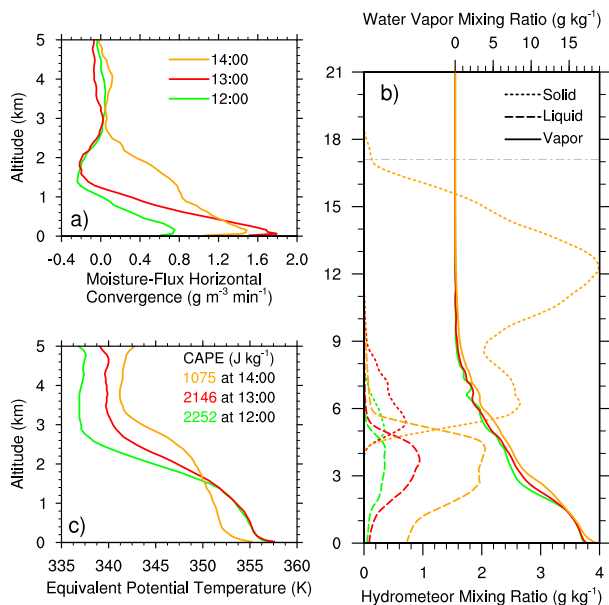 5
4
3
2
1
0
Altitude (km)
14:00
13:00
12:00
a)
-0.4 0.0 0.4 0.8 1.2 1.6 2.0
Moisture-Flux Horizontal
Convergence (g m⁻³ min⁻¹)
5
4
3
2
1
0
Altitude (km)
CAPE (J kg⁻¹)
1075 at 14:00
2146 at 13:00
2252 at 12:00
c)
335 340 345 350 355 360
Equivalent Potential Temperature (K)
Water Vapor Mixing Ratio (g kg⁻¹)
0 5 10 15
21
18
15
12
9
6
3
0
Altitude (km)
b)
Solid
Liquid
Vapor
0 1 2 3 4
Hydrometeor Mixing Ratio (g kg⁻¹)